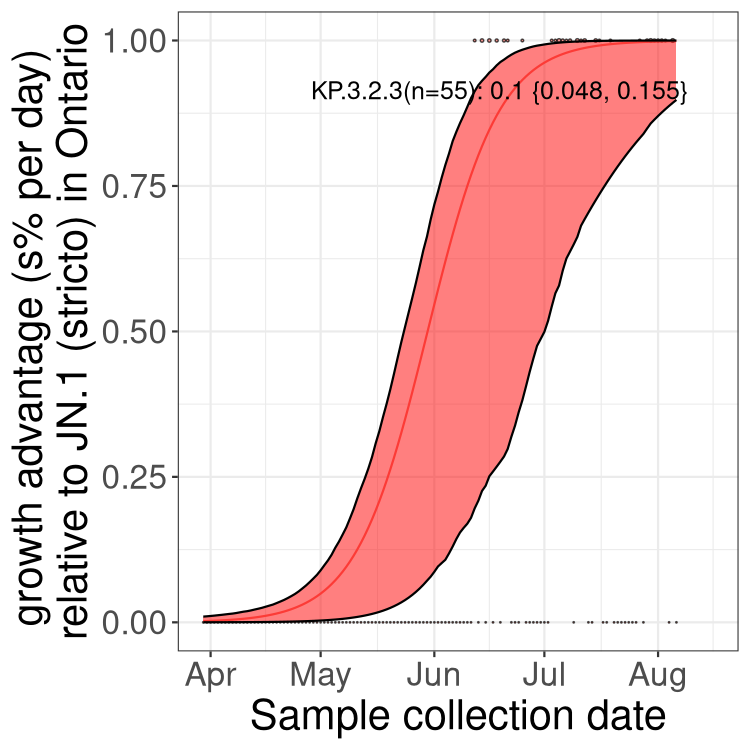 growth advantage (s% per day)
relative to JN.1 (stricto) in Ontario
1.00
0.75
0.50
0.25
0.00
KP.3.2.3(n=55): 0.1 {0.048, 0.155}
Apr May Jun Jul Aug
Sample collection date